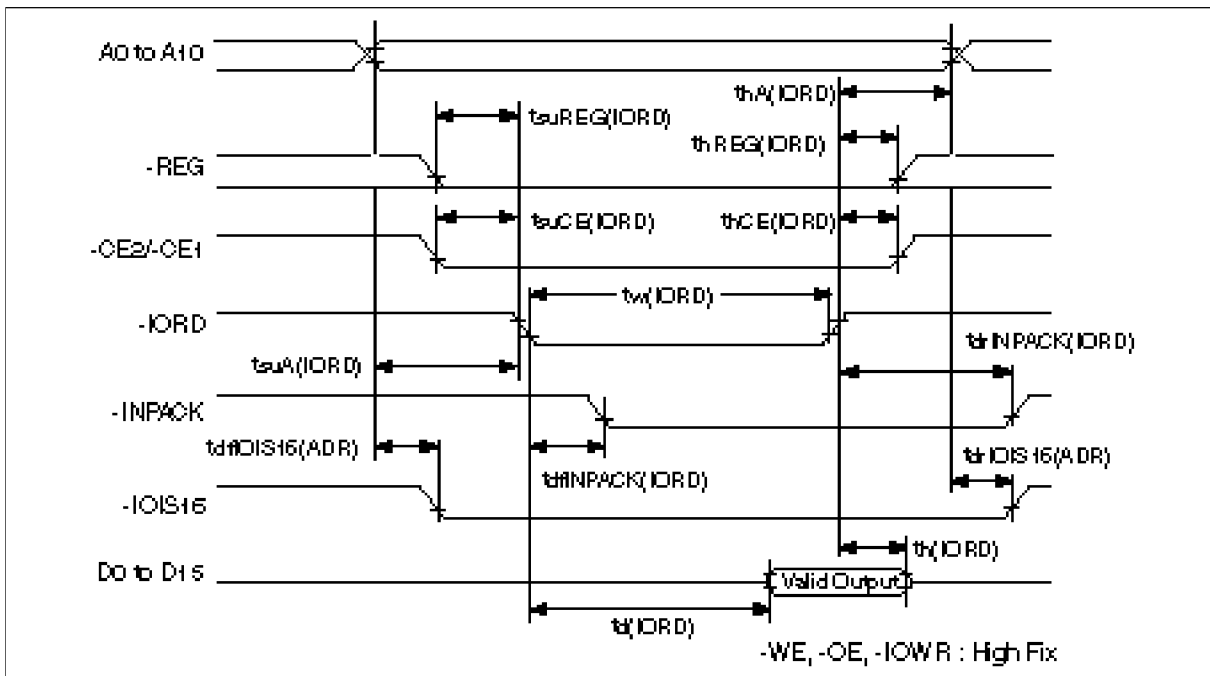 A0 to A10
thA(IORD)
tsuREG(IORD)
thREG(IORD)
-REG
tsuCE(IORD)
thCE(IORD)
-CE2/-CE1
tw(IORD)
-IORD
tdrINPACK(IORD)
tsuA(IORD)
-INPACK
tdfIOIS16(ADR)
tdrIOIS16(ADR)
tdfINPACK(IORD)
-IOIS16
th(IORD)
D0 to D15
Valid Output
td(IORD)
-WE, -OE, -IOWR : High Fix